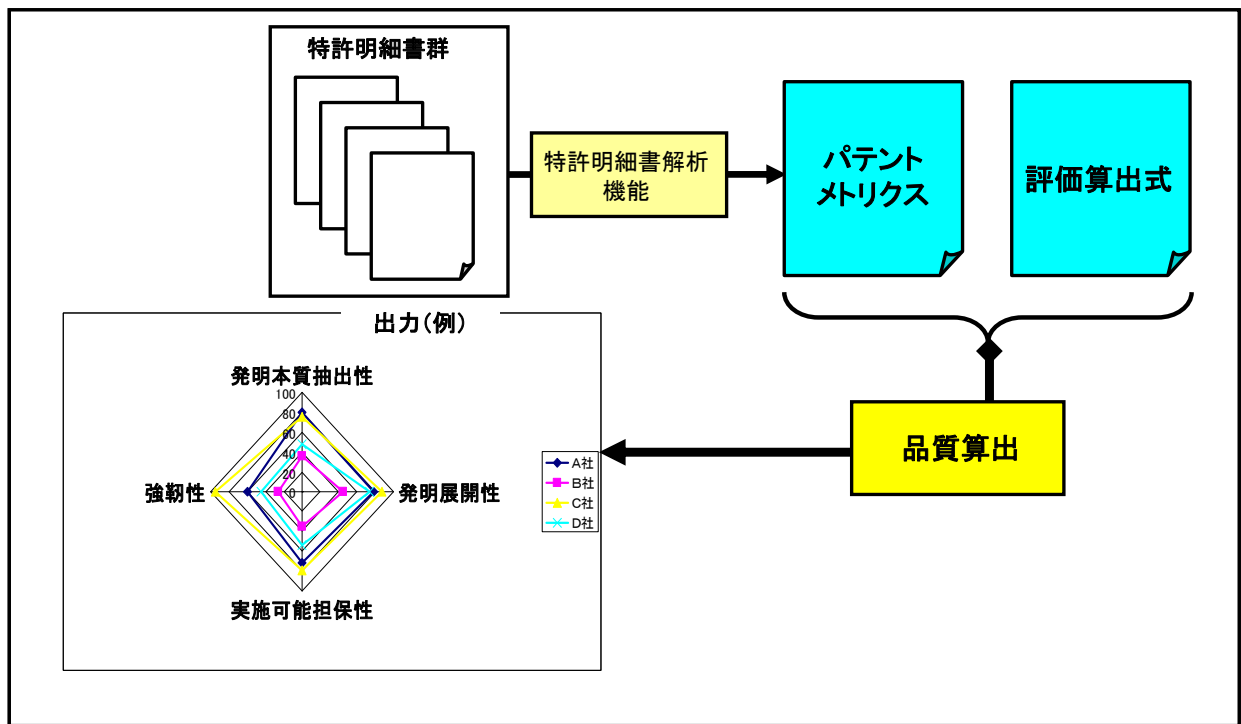 特許明細書群
特許明細書解析
機能
パテント
メトリクス
評価算出式
出力(例)
発明本質抽出性
100
80
60
40
20
0
強靭性
発明展開性
実施可能担保性
A社
B社
C社
D社
品質算出